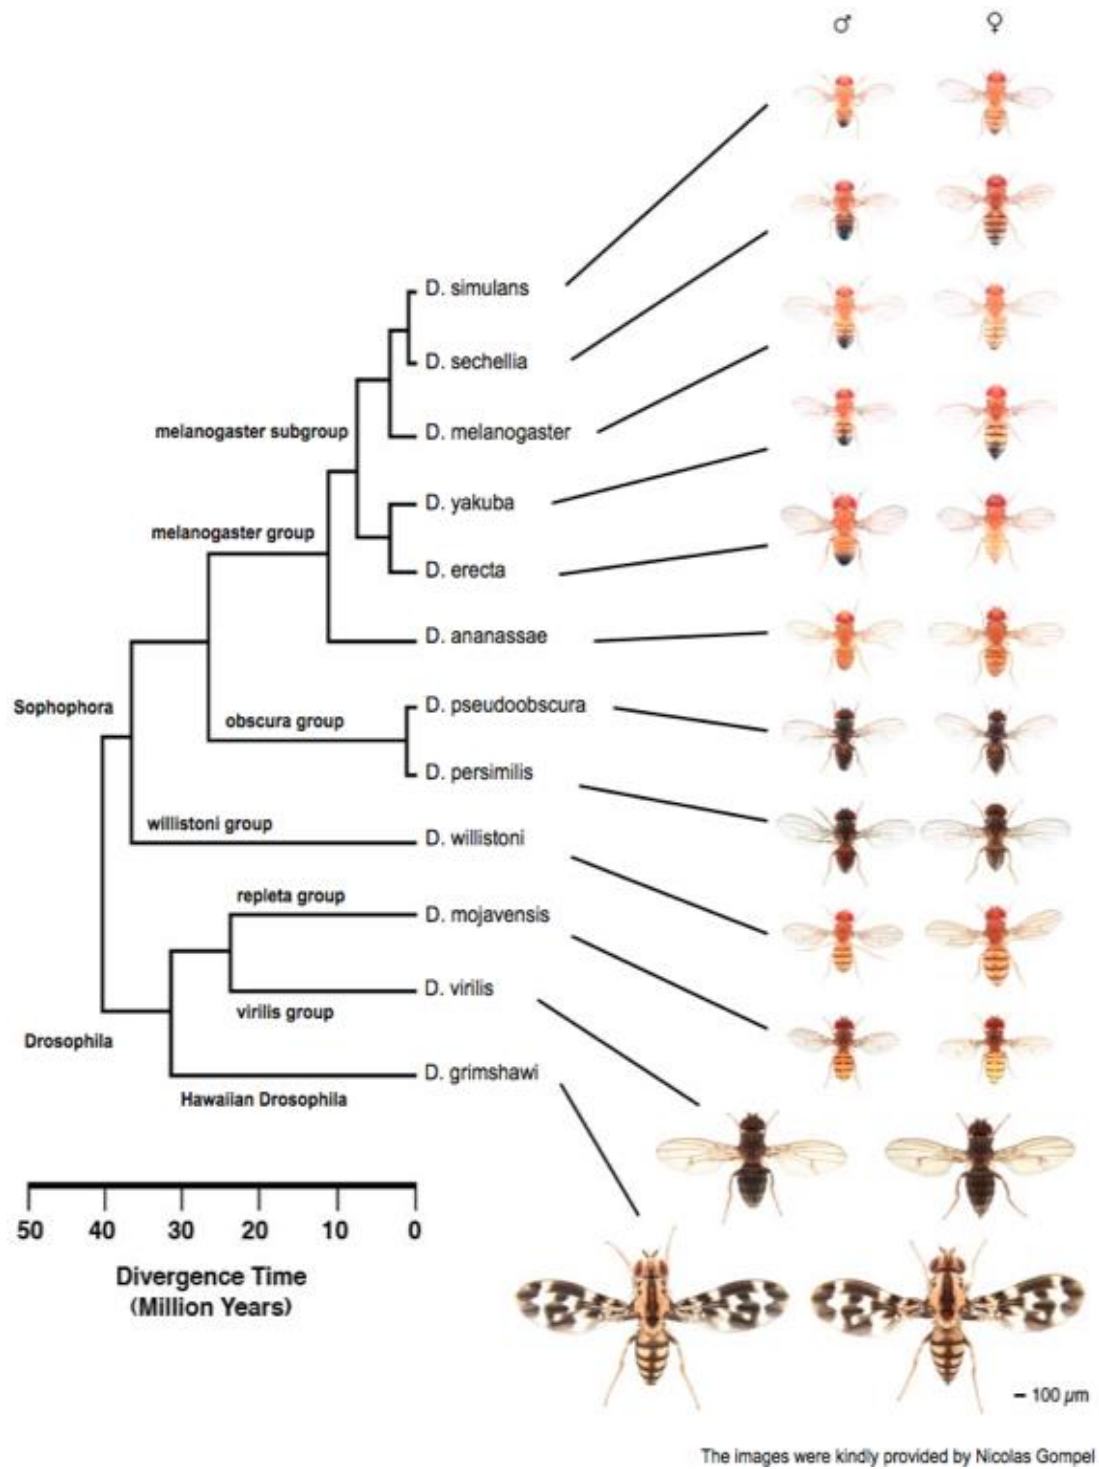 ♂ ♀
D. simulans
D. sechellia
D. melanogaster
melanogaster subgroup
D. yakuba
melanogaster group
D. erecta
D. ananassae
Sophophora
obscura group
D. pseudoobscura
D. persimilis
willistoni group
D. willistoni
repleta group
D. mojavensis
D. virilis
virilis group
Drosophila
D. grimshawi
Hawaiian Drosophila
50 40 30 20 10 0
Divergence Time
(Million Years)
100 µm
The images were kindly provided by Nicolas Gompel